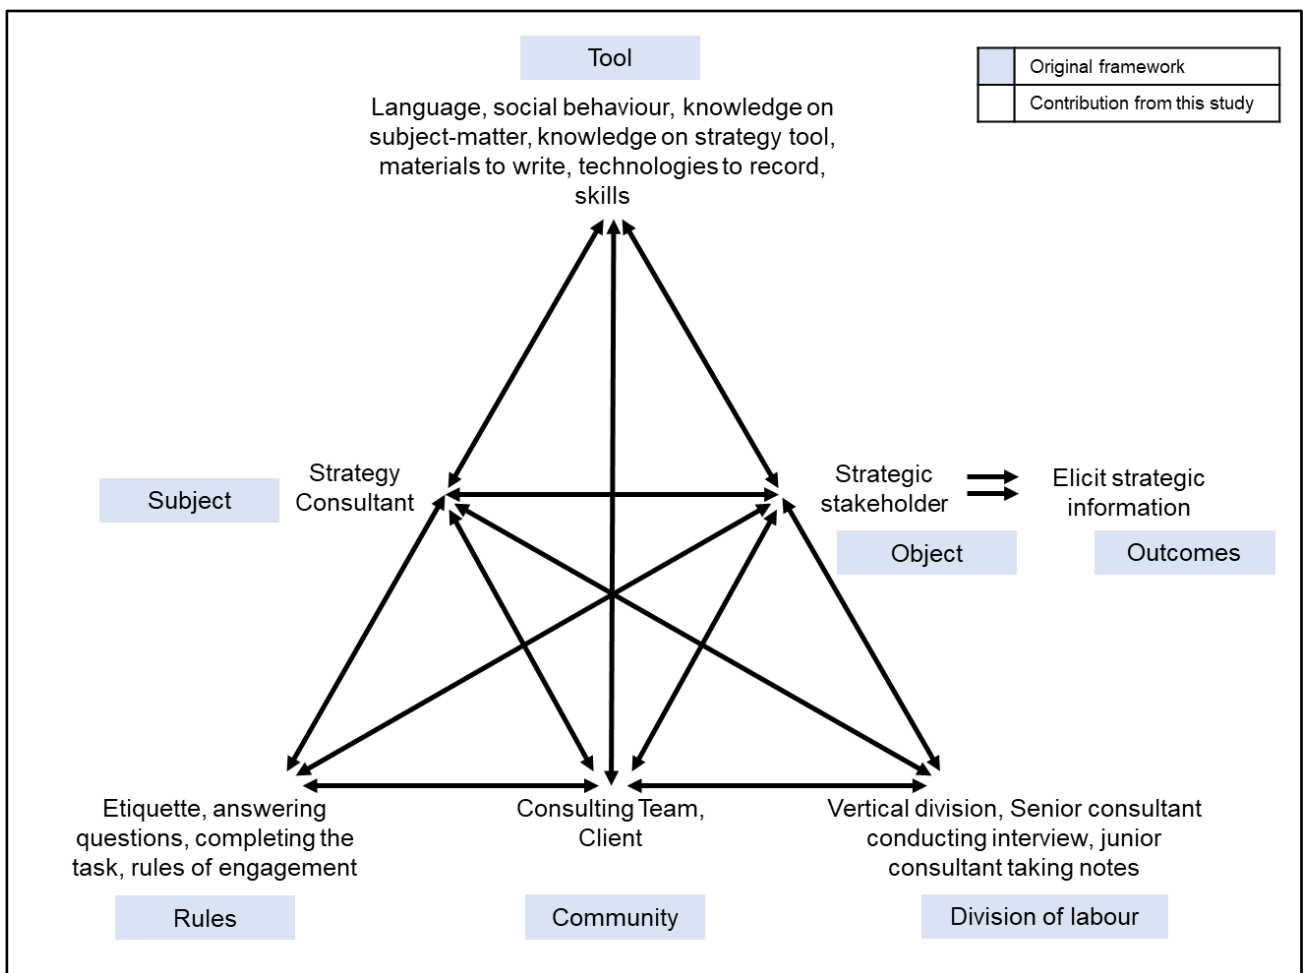 Tool
Original framework
Contribution from this study
Language, social behaviour, knowledge on
subject-matter, knowledge on strategy tool,
materials to write, technologies to record,
skills
Subject
Strategy
Consultant
Strategic
stakeholder
Object
Elicit strategic
information
Outcomes
Etiquette, answering
questions, completing the
task, rules of engagement
Rules
Consulting Team,
Client
Community
Vertical division, Senior consultant
conducting interview, junior
consultant taking notes
Division of labour